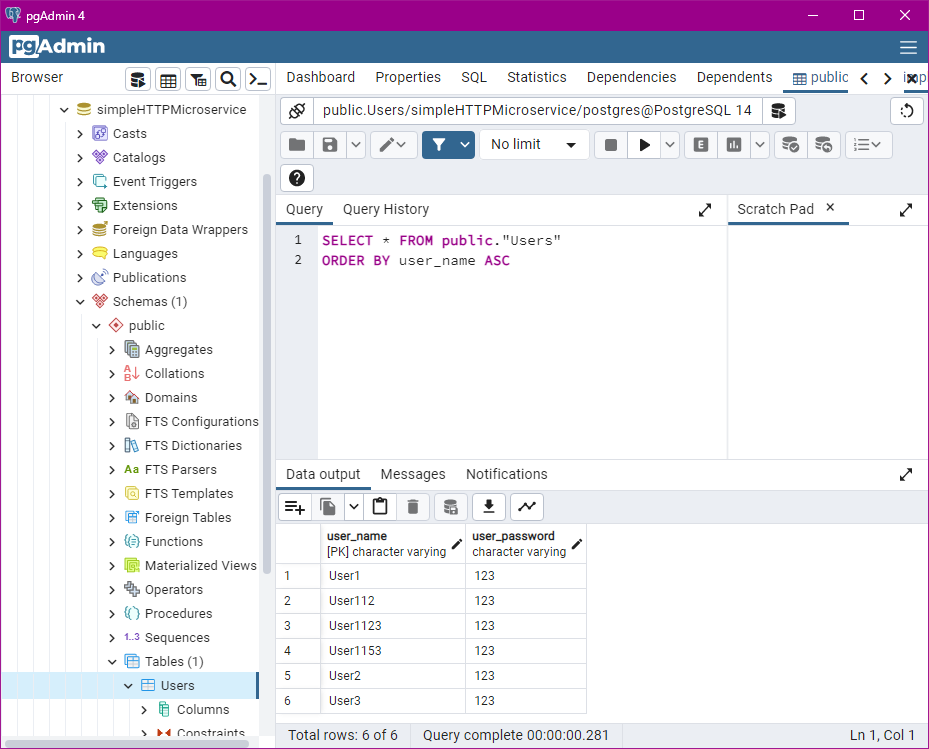 pgAdmin 4
pgAdmin
Browser
Dashboard Properties SQL Statistics Dependencies Dependents public
simpleHTTPMicroservice
Casts
Catalogs
Event Triggers
Extensions
Foreign Data Wrappers
Languages
Publications
Schemas (1)
public
Aggregates
Collations
Domains
FTS Configurations
FTS Dictionaries
Aa FTS Parsers
FTS Templates
Foreign Tables
Functions
Materialized Views
Operators
Procedures
1..3 Sequences
Tables (1)
Users
Columns
Constraints
public.Users/simpleHTTPMicroservice/postgres@PostgreSQL 14
No limit
E
Query Query History
Scratch Pad
1 SELECT * FROM public."Users"
2 ORDER BY user_name ASC
Data output Messages Notifications
user_name user_password
[PK] character varying character varying
1 User1 123
2 User112 123
3 User1123 123
4 User1153 123
5 User2 123
6 User3 123
Total rows: 6 of 6 Query complete 00:00:00.281 Ln 1, Col 1